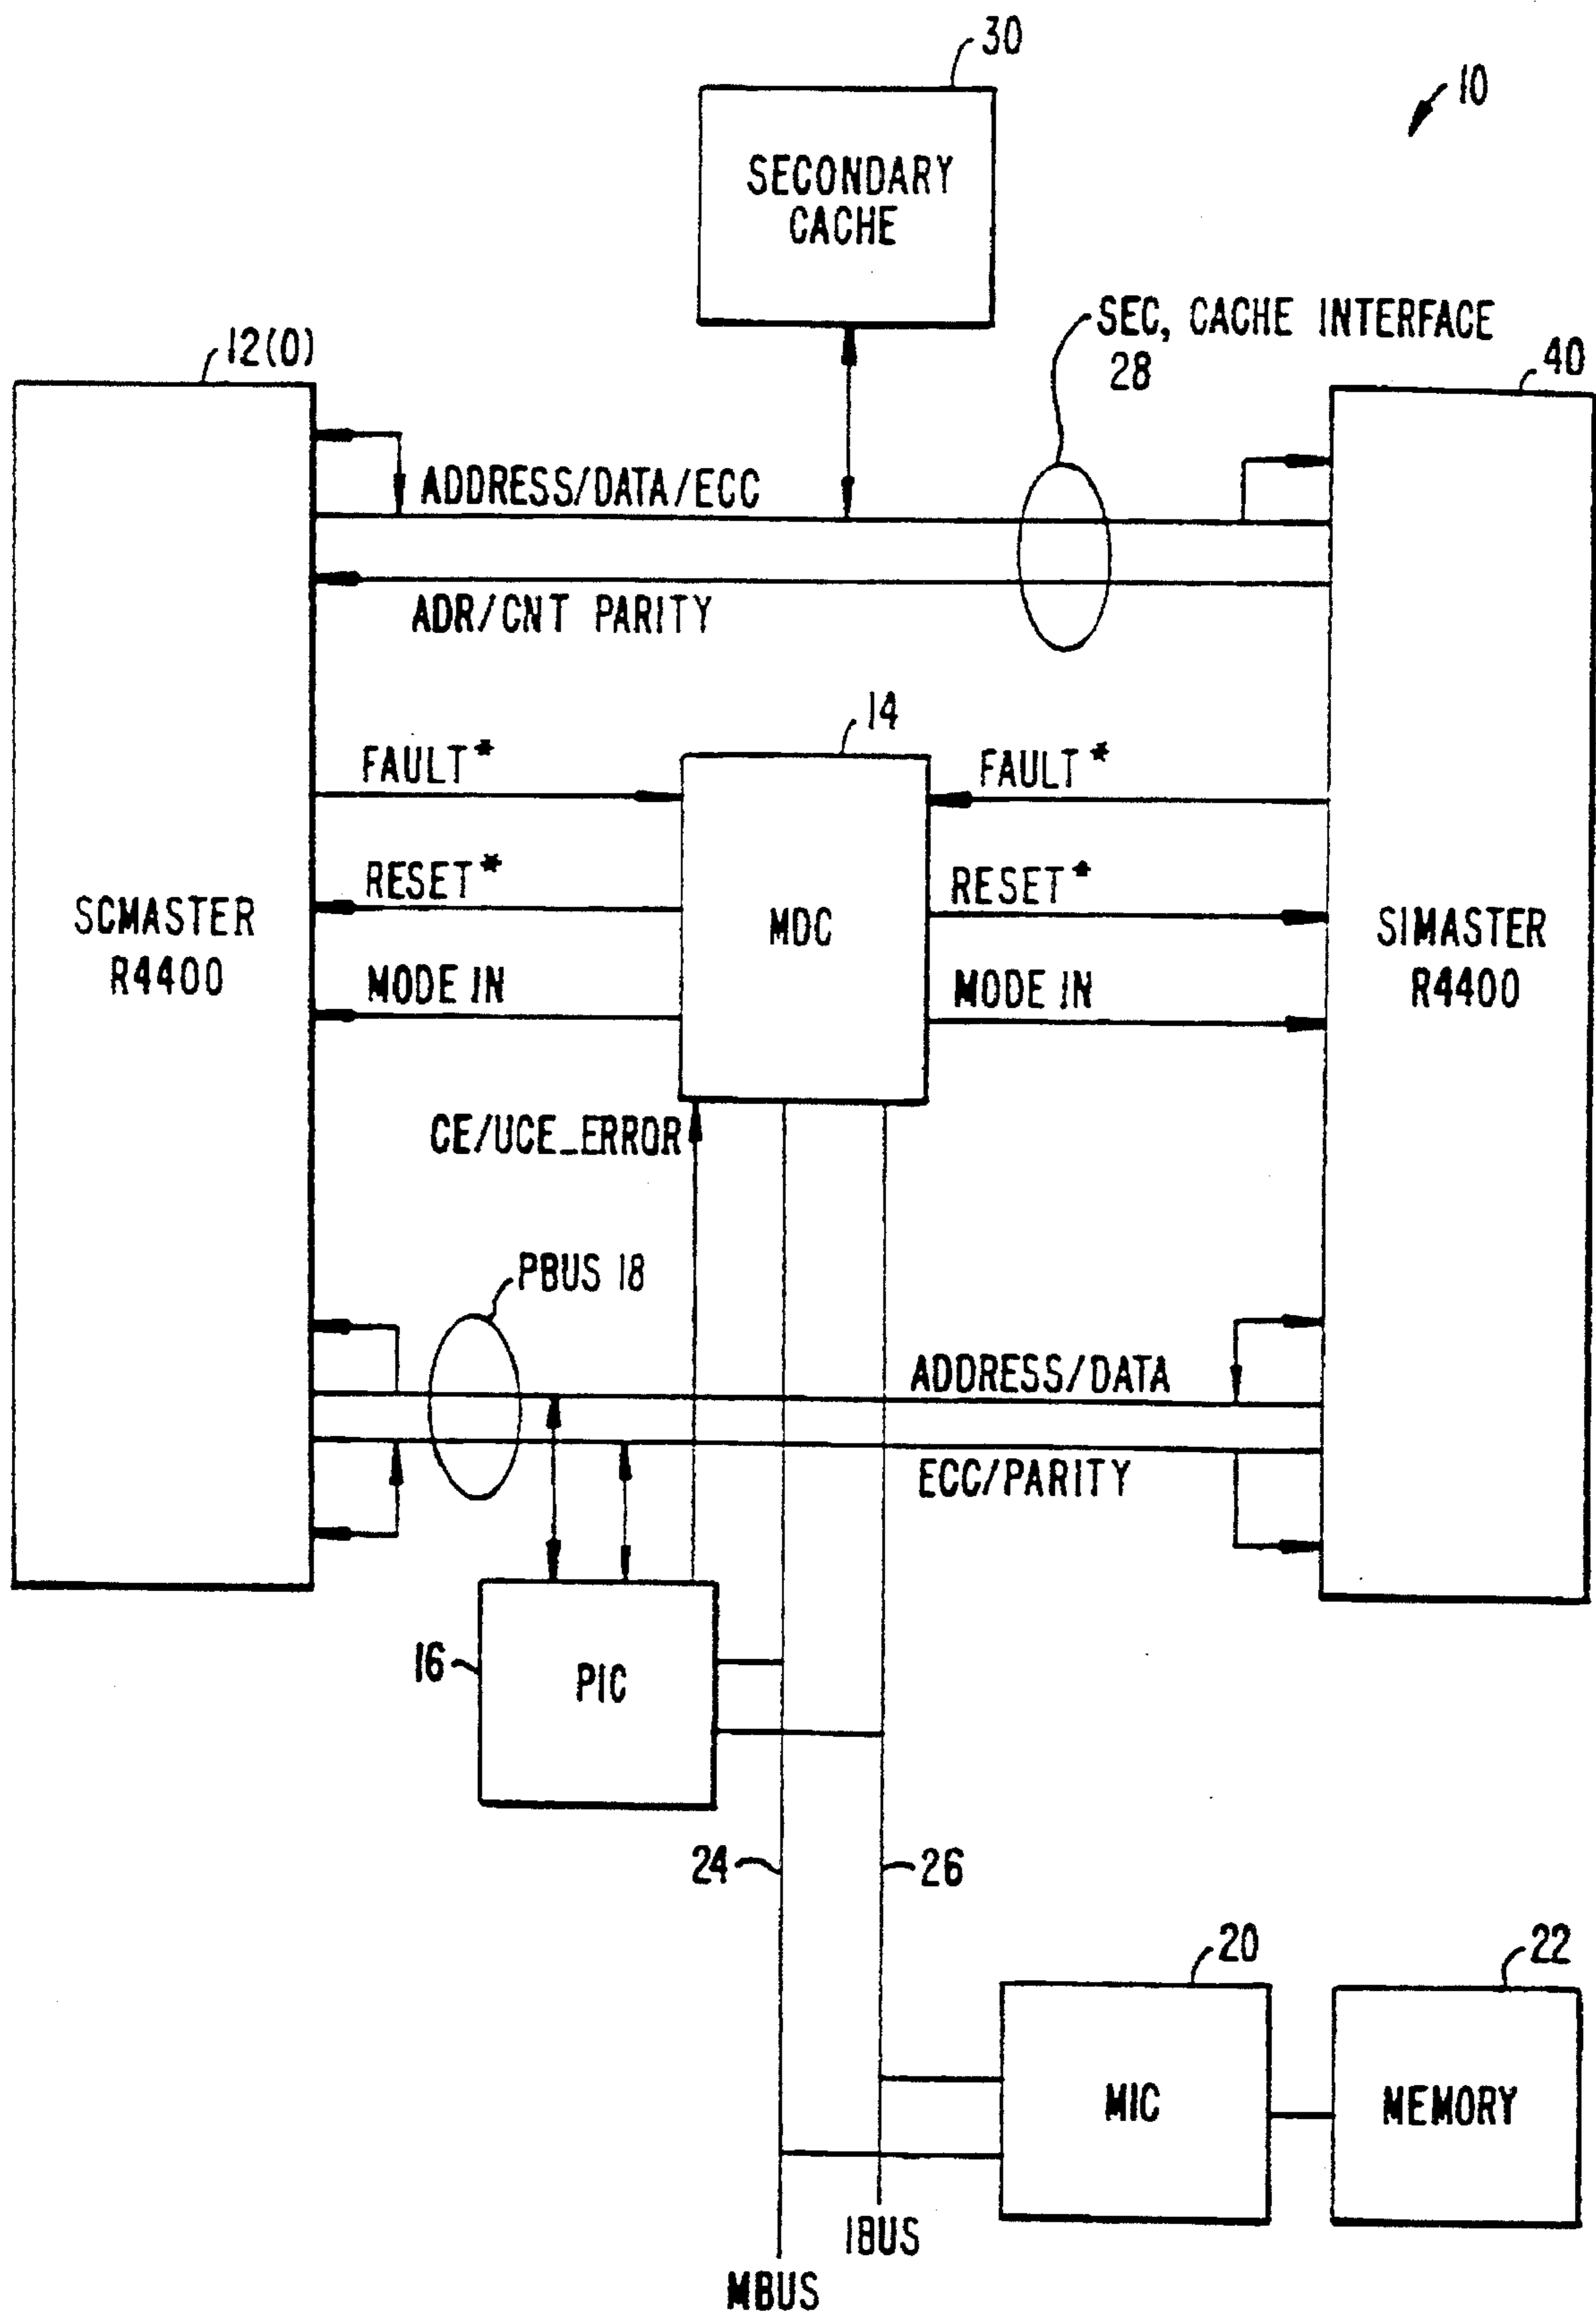 30
10
SECONDARY
CACHE
SEC, CACHE INTERFACE
28
12(0)
40
ADDRESS/DATA/ECC
ADR/CNT PARITY
14
FAULT*
FAULT*
RESET*
RESET*
MDC
SCMASTER
R4400
SIMASTER
R4400
MODE IN
MODE IN
CE/UCE_ERROR
PBUS 18
ADDRESS/DATA
ECC/PARITY
16
PIC
24
26
20
22
MIC
MEMORY
IBUS
MBUS